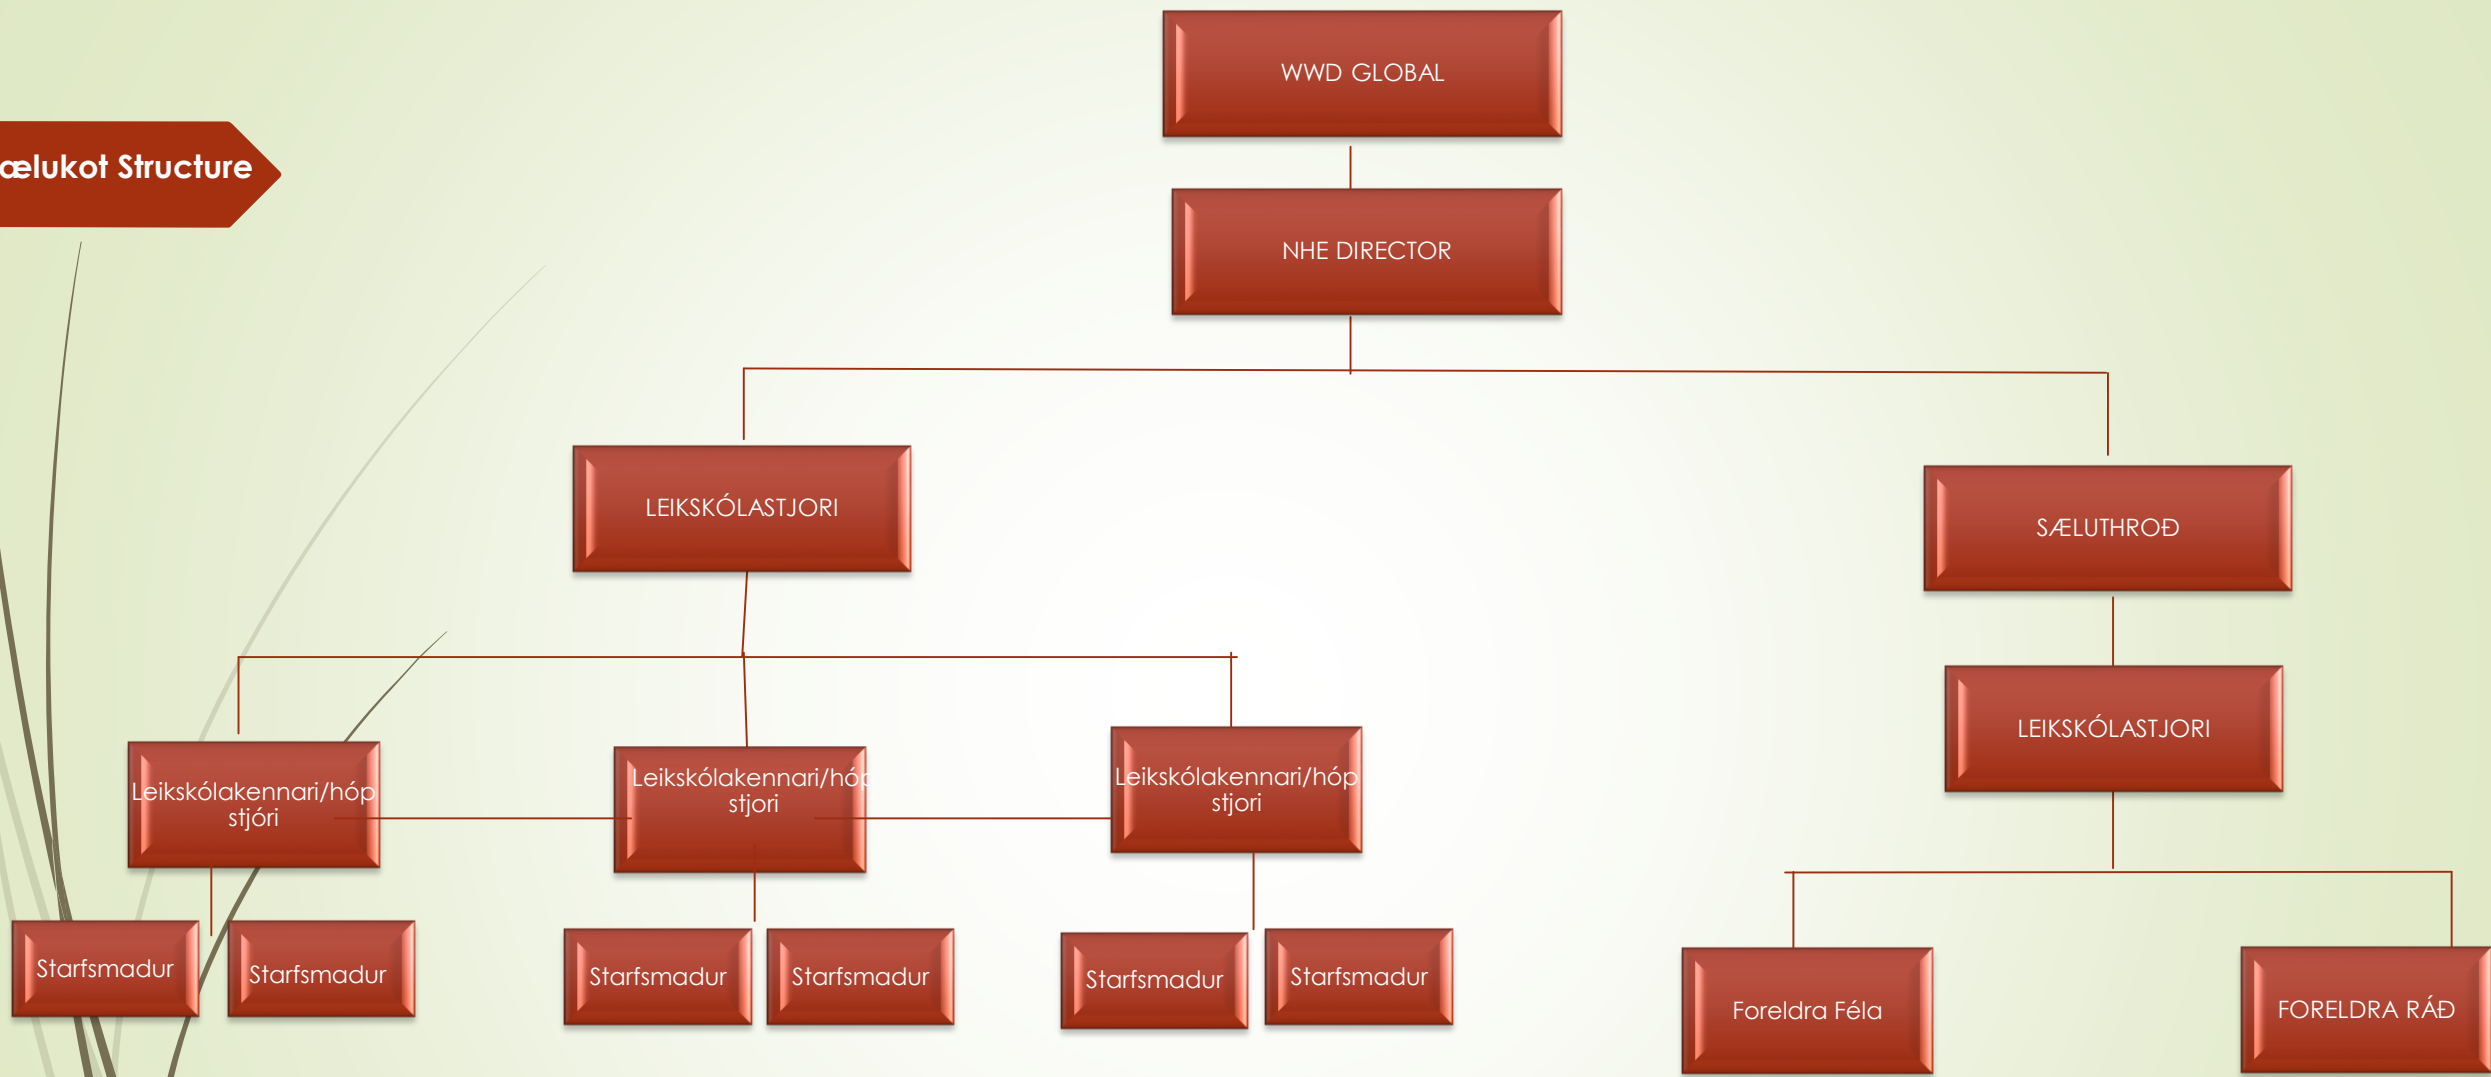 WWD GLOBAL
ælukot Structure
NHE DIRECTOR
LEIKSKÓLASTJORI
SÆLUTHROÐ
LEIKSKÓLASTJORI
Leikskólakennari/hóp
stjóri
Leikskólakennari/hóp
stjori
Leikskólakennari/hóp
stjori
Starfsmadur
Starfsmadur
Starfsmadur
Starfsmadur
Starfsmadur
Starfsmadur
Foreldra Féla
FORELDRA RÁÐ